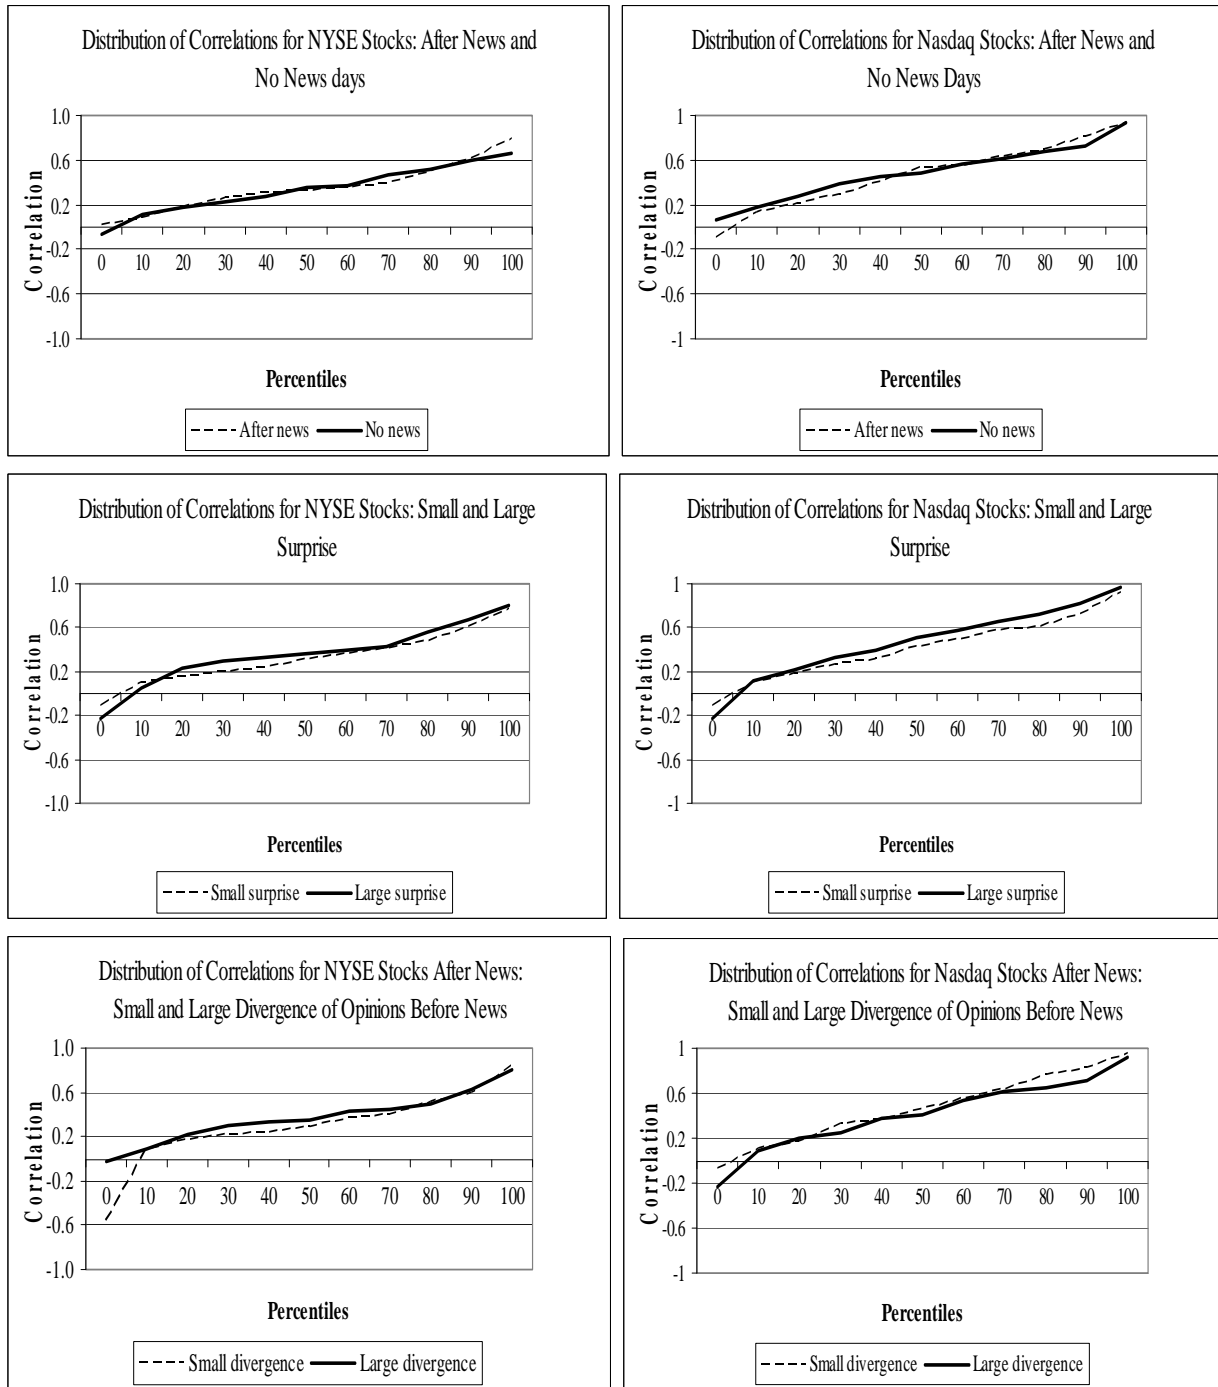 Distribution of Correlations for NYSE Stocks: After News and
No News days
1.0
0.6
0.2
-0.2
-0.6
-1.0
Correlation
0 10 20 30 40 50 60 70 80 90 100
Percentiles
After news No news
Distribution of Correlations for Nasdaq Stocks: After News and
No News Days
1
0.6
0.2
-0.2
-0.6
-1
Correlation
0 10 20 30 40 50 60 70 80 90 100
Percentiles
After news No news
Distribution of Correlations for NYSE Stocks: Small and Large
Surprise
1.0
0.6
0.2
-0.2
-0.6
-1.0
Correlation
0 10 20 30 40 50 60 70 80 90 100
Percentiles
Small surprise Large surprise
Distribution of Correlations for Nasdaq Stocks: Small and Large
Surprise
1
0.6
0.2
-0.2
-0.6
-1
Correlation
0 10 20 30 40 50 60 70 80 90 100
Percentiles
Small surprise Large surprise
Distribution of Correlations for NYSE Stocks After News:
Small and Large Divergence of Opinions Before News
1.0
0.6
0.2
-0.2
-0.6
-1.0
Correlation
0 10 20 30 40 50 60 70 80 90 100
Percentiles
Small divergence Large divergence
Distribution of Correlations for Nasdaq Stocks After News:
Small and Large Divergence of Opinions Before News
1
0.6
0.2
-0.2
-0.6
-1
Correlation
0 10 20 30 40 50 60 70 80 90 100
Percentiles
Small divergence Large divergence